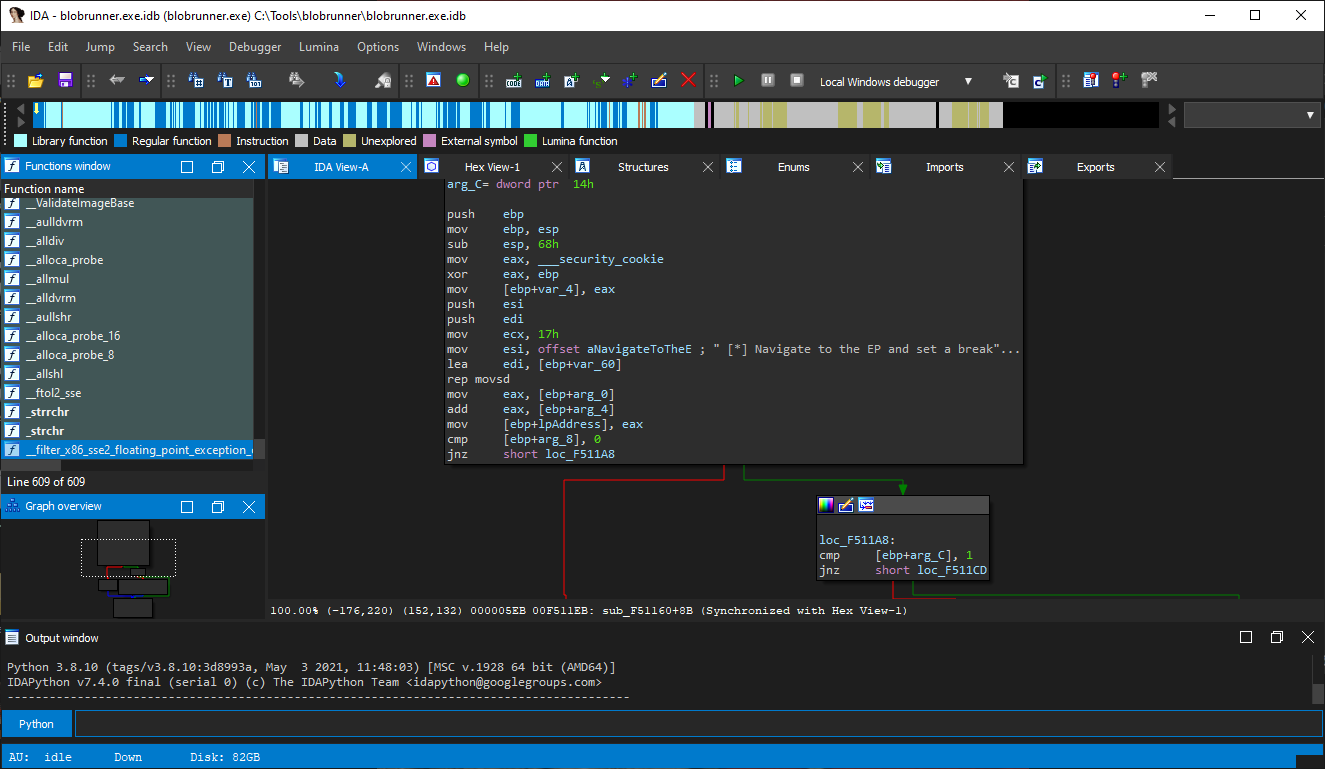 IDA - blobrunner.exe.idb (blobrunner.exe) C:\Tools\blobrunner\blobrunner.exe.idb
File Edit Jump Search View Debugger Lumina Options Windows Help
Local Windows debugger
Library function Regular function Instruction Data Unexplored External symbol Lumina function
Functions window
Function name
__ValidateImageBase
__aulldvrm
__alldiv
__alloca_probe
__allmul
__alldvrm
__aullshr
__alloca_probe_16
__alloca_probe_8
__allshl
__ftol2_sse
_strrchr
_strchr
__filter_x86_sse2_floating_point_exception_
Line 609 of 609
Graph overview
IDA View-A Hex View-1 Structures Enums Imports Exports
arg_C= dword ptr  14h
push    ebp
mov     ebp, esp
sub     esp, 68h
mov     eax, ___security_cookie
xor     eax, ebp
mov     [ebp+var_4], eax
push    esi
push    edi
mov     ecx, 17h
mov     esi, offset aNavigateToTheE ; " [*] Navigate to the EP and set a break"...
lea     edi, [ebp+var_60]
rep movsd
mov     eax, [ebp+arg_0]
add     eax, [ebp+arg_4]
mov     [ebp+lpAddress], eax
cmp     [ebp+arg_8], 0
jnz     short loc_F511A8
loc_F511A8:
cmp     [ebp+arg_C], 1
jnz     short loc_F511CD
100.00% (-176,220) (152,132) 000005EB 00F511EB: sub_F51160+8B (Synchronized with Hex View-1)
Output window
Python 3.8.10 (tags/v3.8.10:3d8993a, May  3 2021, 11:48:03) [MSC v.1928 64 bit (AMD64)]
IDAPython v7.4.0 final (serial 0) (c) The IDAPython Team <idapython@googlegroups.com>
-----------------------------------------------------------------------------------------
Python
AU:  idle    Down    Disk: 82GB